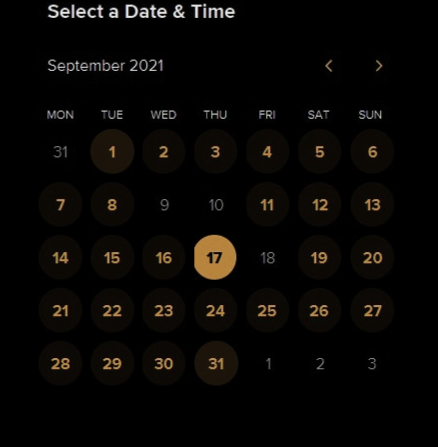 Select a Date & Time
September 2021
MON TUE WED THU FRI SAT SUN
31 1 2 3 4 5 6
7 8 9 10 11 12 13
14 15 16 17 18 19 20
21 22 23 24 25 26 27
28 29 30 31 1 2 3